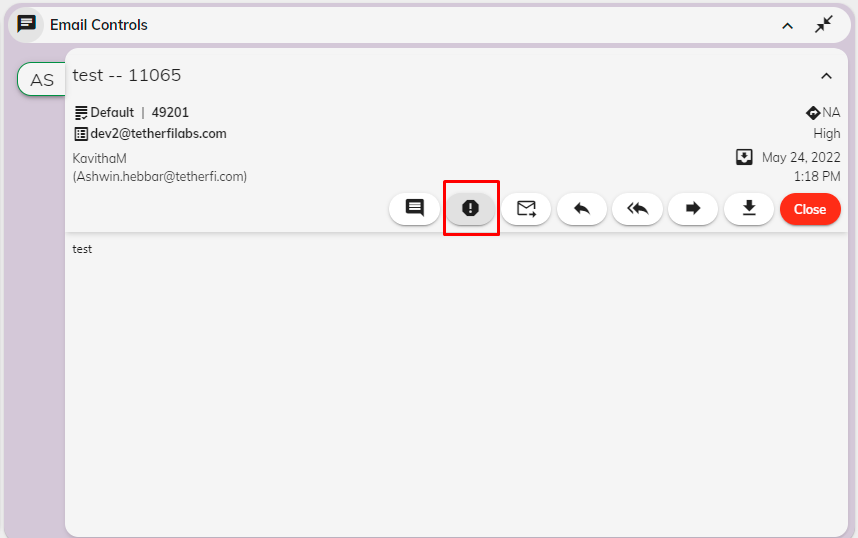 Email Controls
AS
test -- 11065
Default | 49201
NA
dev2@tetherfilabs.com
High
KavithaM
May 24, 2022
(Ashwin.hebbar@tetherfi.com)
1:18 PM
Close
test